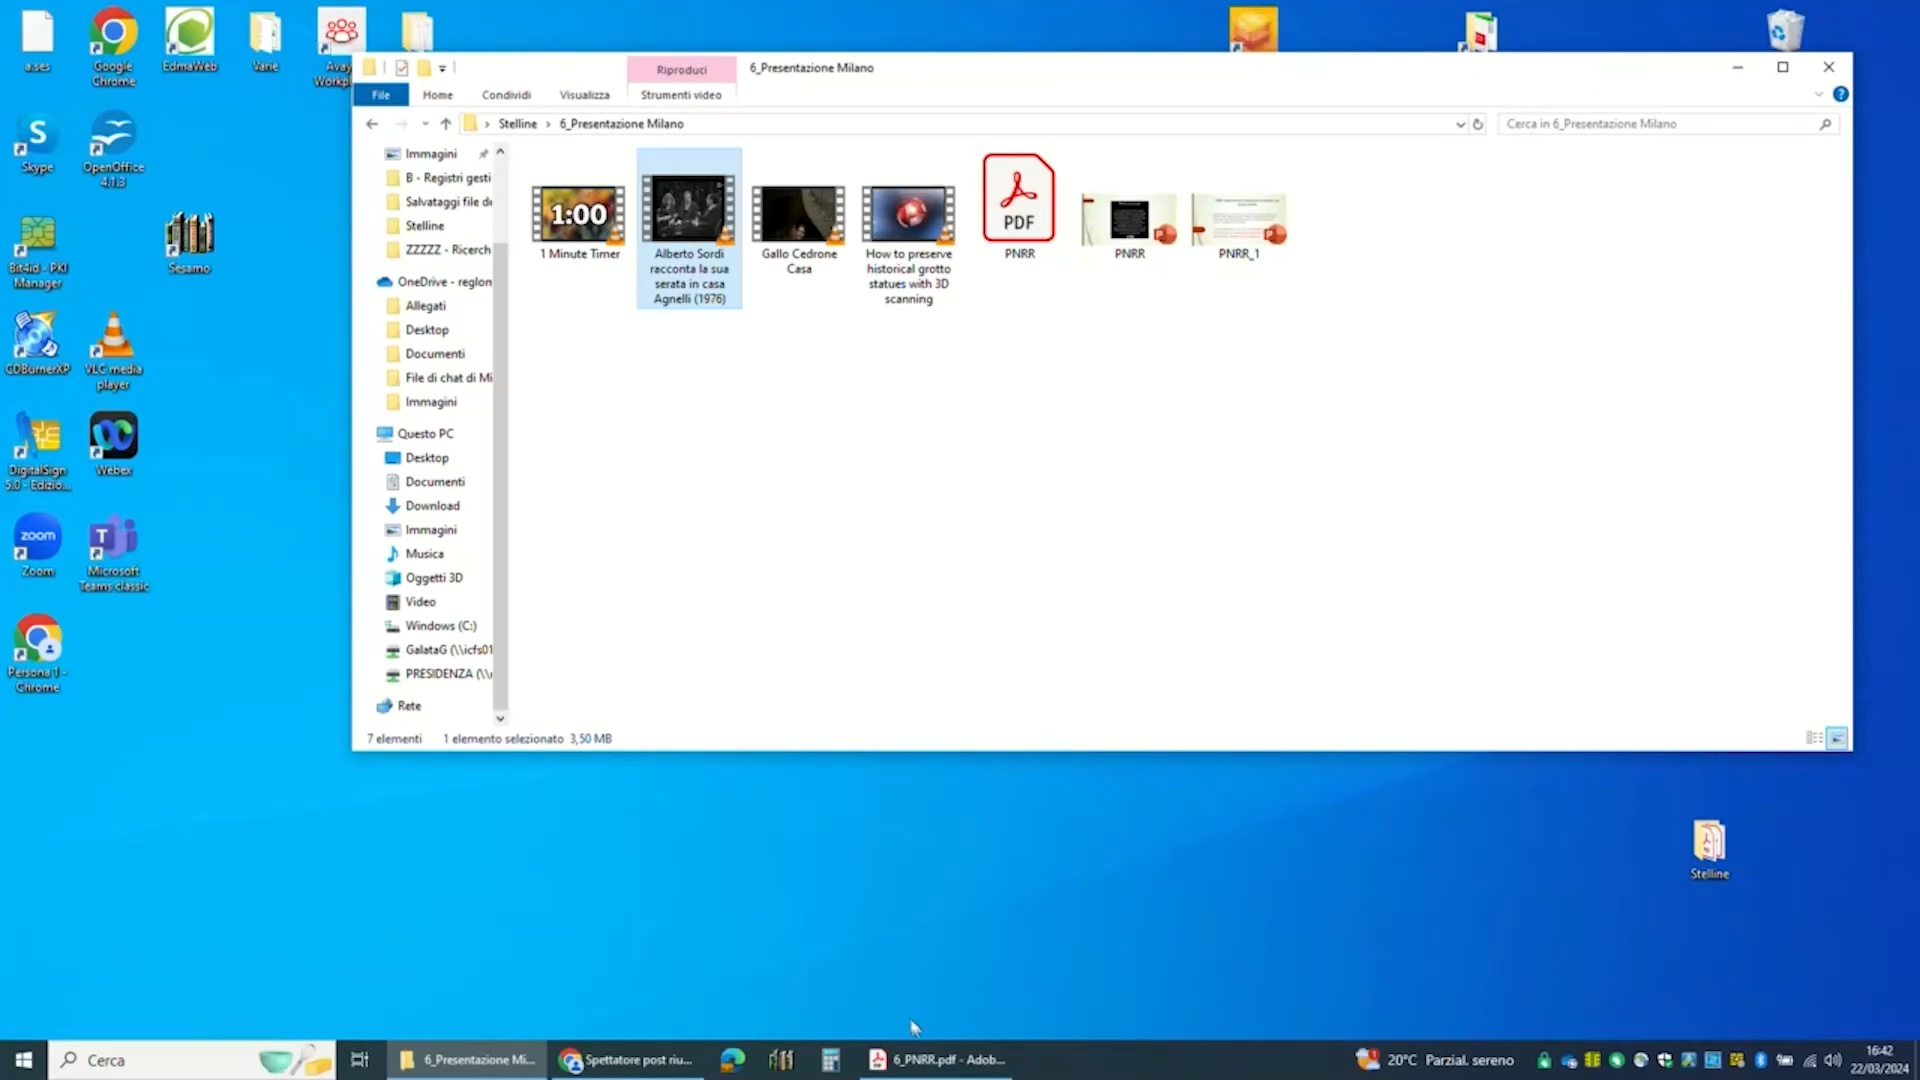 a.ses
Google
Chrome
EdmaWeb
Varie
Avay
Workpl
Skype
OpenOffice
4.1.3
Bit4id - PKI
Manager
Sesamo
CDBurnerXP
VLC media
player
DigitalSign
5.0 - Edizio...
Webex
zoom
Zoom
Microsoft
Teams classic
Persona 1 -
Chrome
Riproduci
6_Presentazione Milano
File
Home
Condividi
Visualizza
Strumenti video
Stelline › 6_Presentazione Milano
Cerca in 6_Presentazione Milano
Immagini
B - Registri gesti
Salvataggi file de
Stelline
ZZZZZ - Ricerch
OneDrive - reglom
Allegati
Desktop
Documenti
File di chat di Mi
Immagini
Questo PC
Desktop
Documenti
Download
Immagini
Musica
Oggetti 3D
Video
Windows (C:)
GalataG (\\icfs01
PRESIDENZA (\\
Rete
1:00
1 Minute Timer
Alberto Sordi
racconta la sua
serata in casa
Agnelli (1976)
Gallo Cedrone
Casa
How to preserve
historical grotto
statues with 3D
scanning
PDF
PNRR
PNRR
PNRR_1
7 elementi
1 elemento selezionato 3,50 MB
Stelline
Cerca
6_Presentazione Mi...
Spettatore post riu...
6_PNRR.pdf - Adob...
20°C Parzial. sereno
16:42
22/03/2024